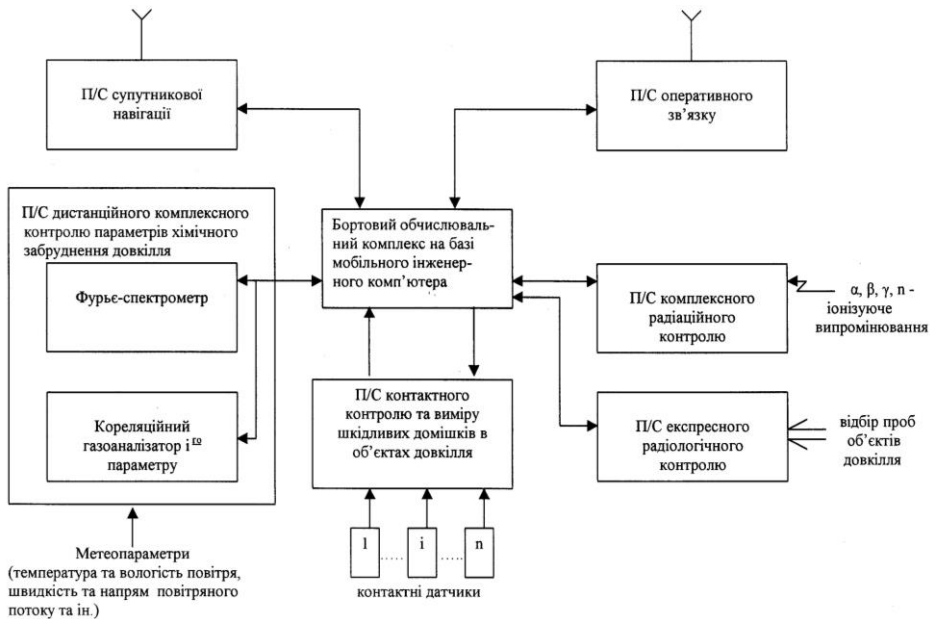 П/С супутникової
навігації
П/С оперативного
зв’язку
П/С дистанційного комплексного
контролю параметрів хімічного
забруднення довкілля
Фурьє-спектрометр
Кореляційний
газоаналізатор і го
параметру
Бортовий обчислюваль-
ний комплекс на базі
мобільного інженер-
ного комп’ютера
П/С комплексного
радіаційного
контролю
α, β, γ, n -
іонізуюче
випромінювання
П/С контактного
контролю та виміру
шкідливих домішків в
об’єктах довкілля
П/С експресного
радіологічного
контролю
відбір проб
об’єктів
довкілля
1 ..... i ..... n
контактні датчики
Метеопараметри
(температура та вологість повітря,
швидкість та напрям повітряного
потоку та ін.)